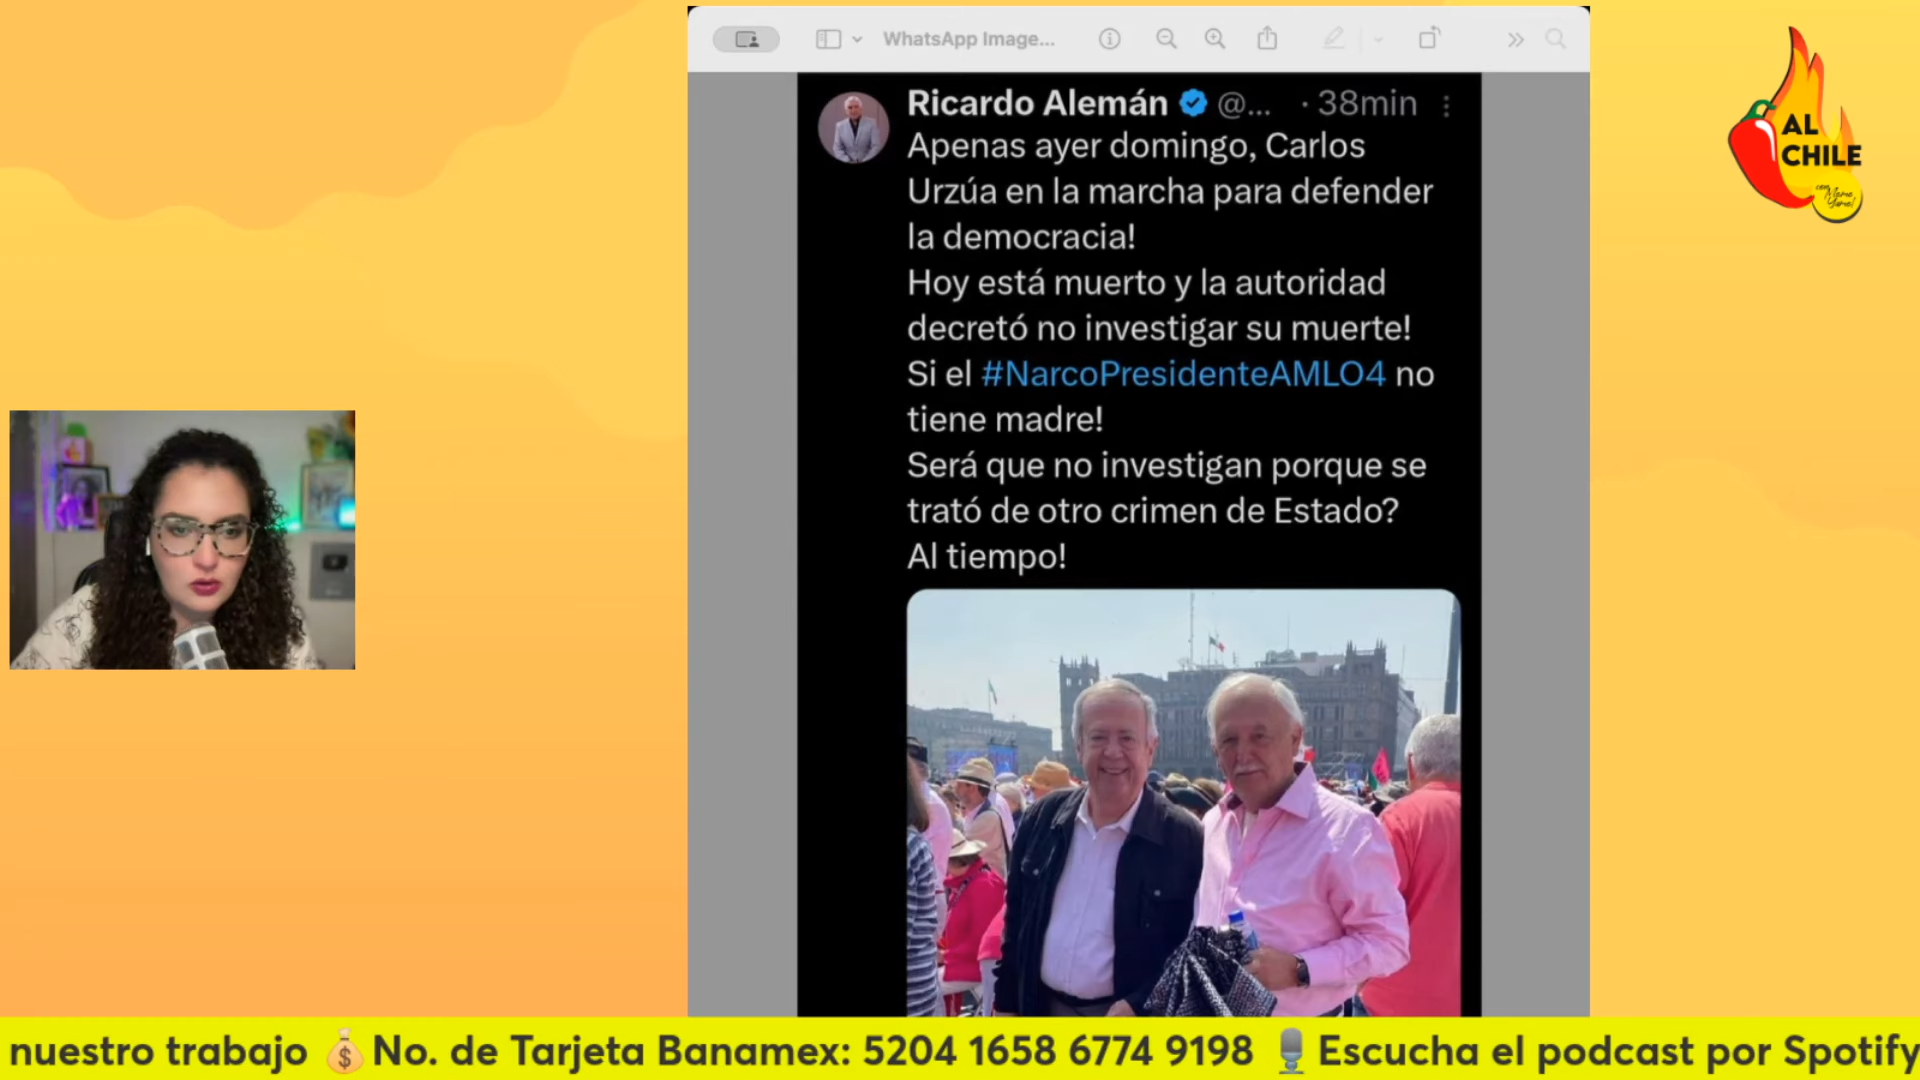 WhatsApp Image...
Ricardo Alemán @... · 38min
Apenas ayer domingo, Carlos
Urzúa en la marcha para defender
la democracia!
Hoy está muerto y la autoridad
decretó no investigar su muerte!
Si el #NarcoPresidenteAMLO4 no
tiene madre!
Será que no investigan porque se
trató de otro crimen de Estado?
Al tiempo!
AL
CHILE
nuestro trabajo 💰No. de Tarjeta Banamex: 5204 1658 6774 9198 🎙️Escucha el podcast por Spotify